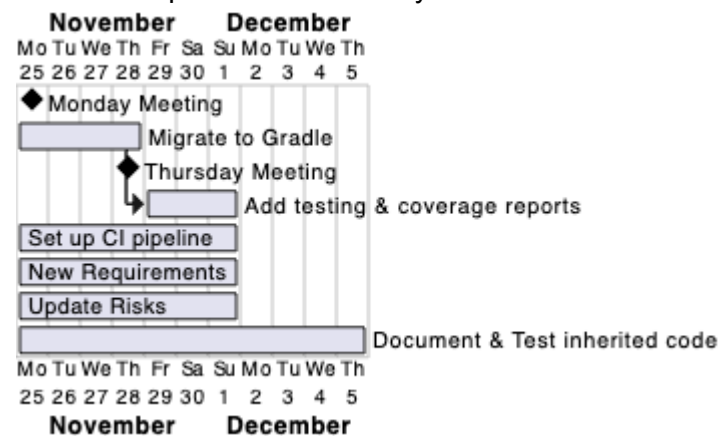 November December
Mo Tu We Th Fr Sa Su Mo Tu We Th
25 26 27 28 29 30 1 2 3 4 5
Monday Meeting
Migrate to Gradle
Thursday Meeting
Add testing & coverage reports
Set up CI pipeline
New Requirements
Update Risks
Document & Test inherited code
Mo Tu We Th Fr Sa Su Mo Tu We Th
25 26 27 28 29 30 1 2 3 4 5
November December